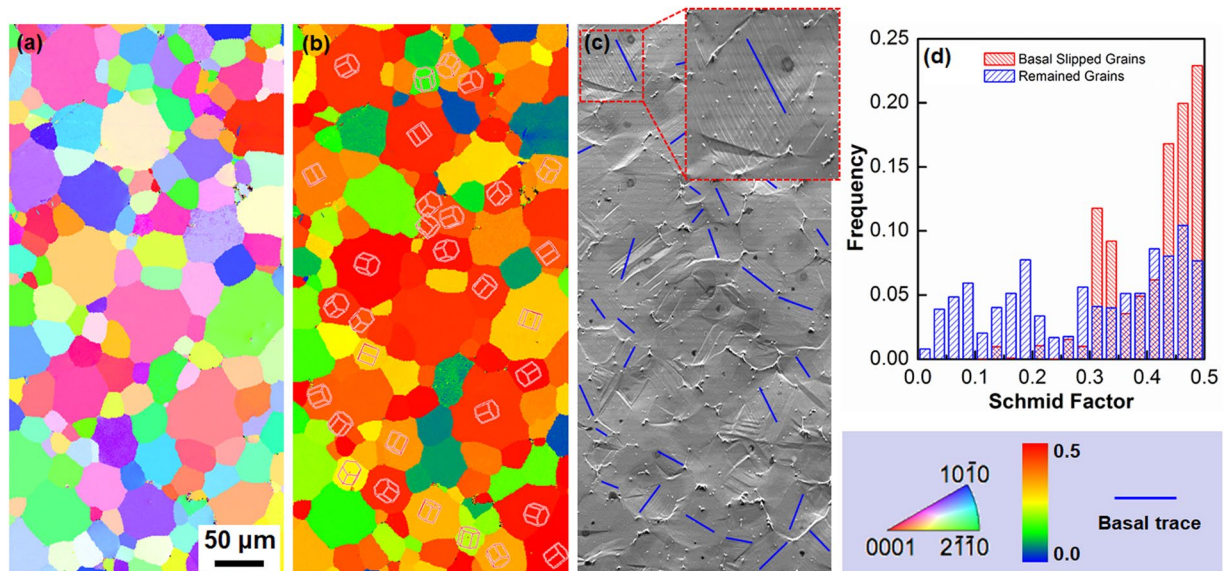 (a)
(b)
(c)
(d)
50 μm
0.25
0.20
0.15
0.10
0.05
0.00
Frequency
Basal Slipped Grains
Remained Grains
0.0 0.1 0.2 0.3 0.4 0.5
Schmid Factor
101̄0
0001 21̄1̄0
0.5
0.0
Basal trace